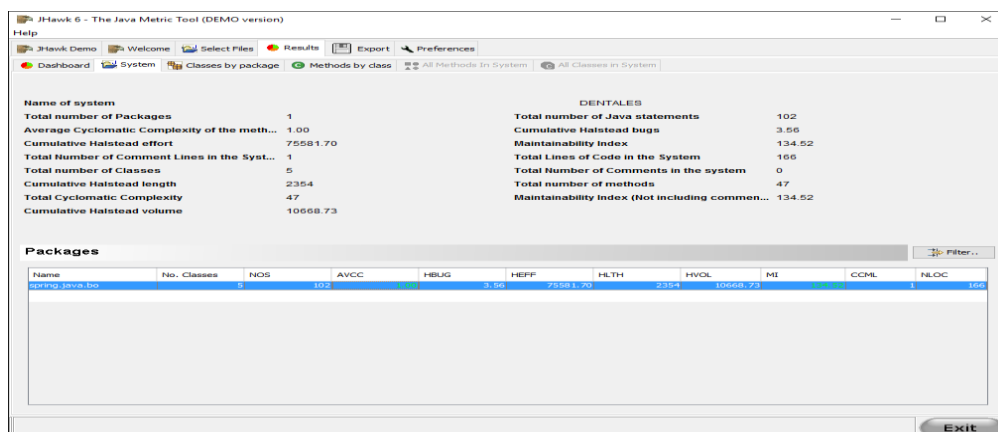 JHawk 6 - The Java Metric Tool (DEMO version)
Help
JHawk Demo Welcome Select Files Results Export Preferences
Dashboard System Classes by package Methods by class All Methods In System All Classes in System
Name of system DENTALES
Total number of Packages 1 Total number of Java statements 102
Average Cyclomatic Complexity of the meth... 1.00 Cumulative Halstead bugs 3.56
Cumulative Halstead effort 75581.70 Maintainability Index 134.52
Total Number of Comment Lines in the Syst... 1 Total Lines of Code in the System 166
Total number of Classes 5 Total Number of Comments in the system 0
Cumulative Halstead length 2354 Total number of methods 47
Total Cyclomatic Complexity 47 Maintainability Index (Not including commen... 134.52
Cumulative Halstead volume 10668.73
Packages Filter..
Name No. Classes NOS AVCC HBUG HEFF HLTH HVOL MI CCML NLOC
spring.java.bo 5 102 1.00 3.56 75581.70 2354 10668.73 134.52 1 166
Exit